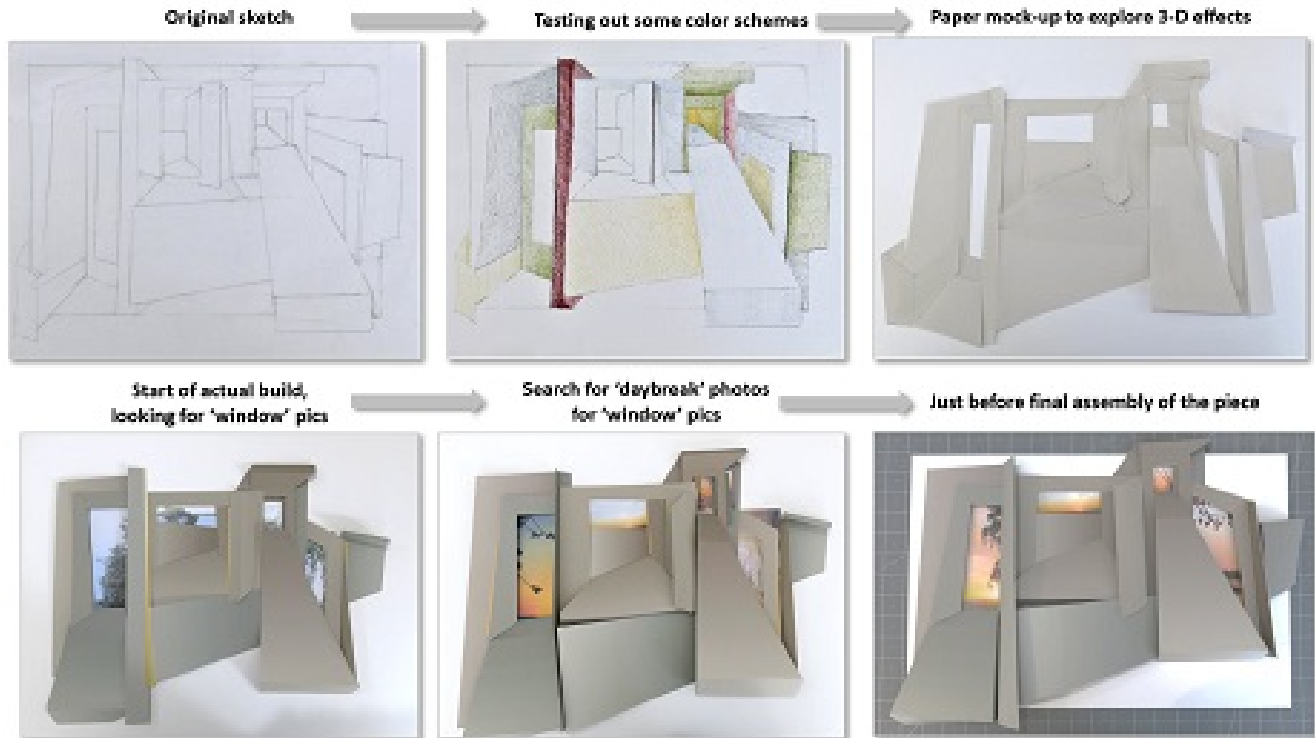 Original sketch
Testing out some color schemes
Paper mock-up to explore 3-D effects
Start of actual build,
looking for 'window' pics
Search for 'daybreak' photos
for 'window' pics
Just before final assembly of the piece